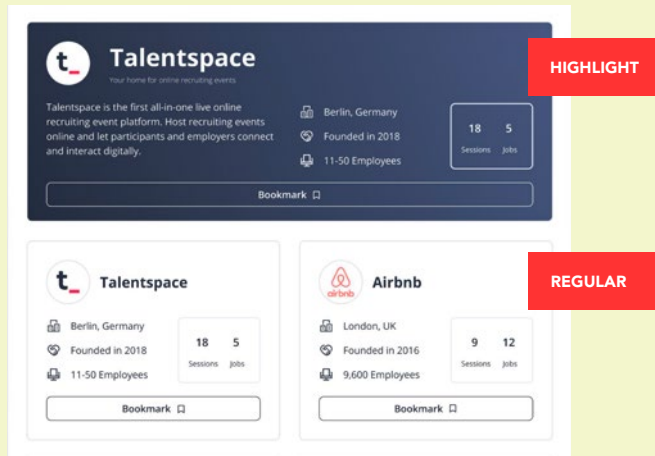 t_
Talentspace
Your home for online recruiting events
HIGHLIGHT
Talentspace is the first all-in-one live online
recruiting event platform. Host recruiting events
online and let participants and employers connect
and interact digitally.
Berlin, Germany
Founded in 2018
11-50 Employees
18 5
Sessions Jobs
Bookmark
REGULAR
t_
Talentspace
Berlin, Germany
Founded in 2018
11-50 Employees
18 5
Sessions Jobs
Bookmark
airbnb
Airbnb
London, UK
Founded in 2016
9,600 Employees
9 12
Sessions Jobs
Bookmark